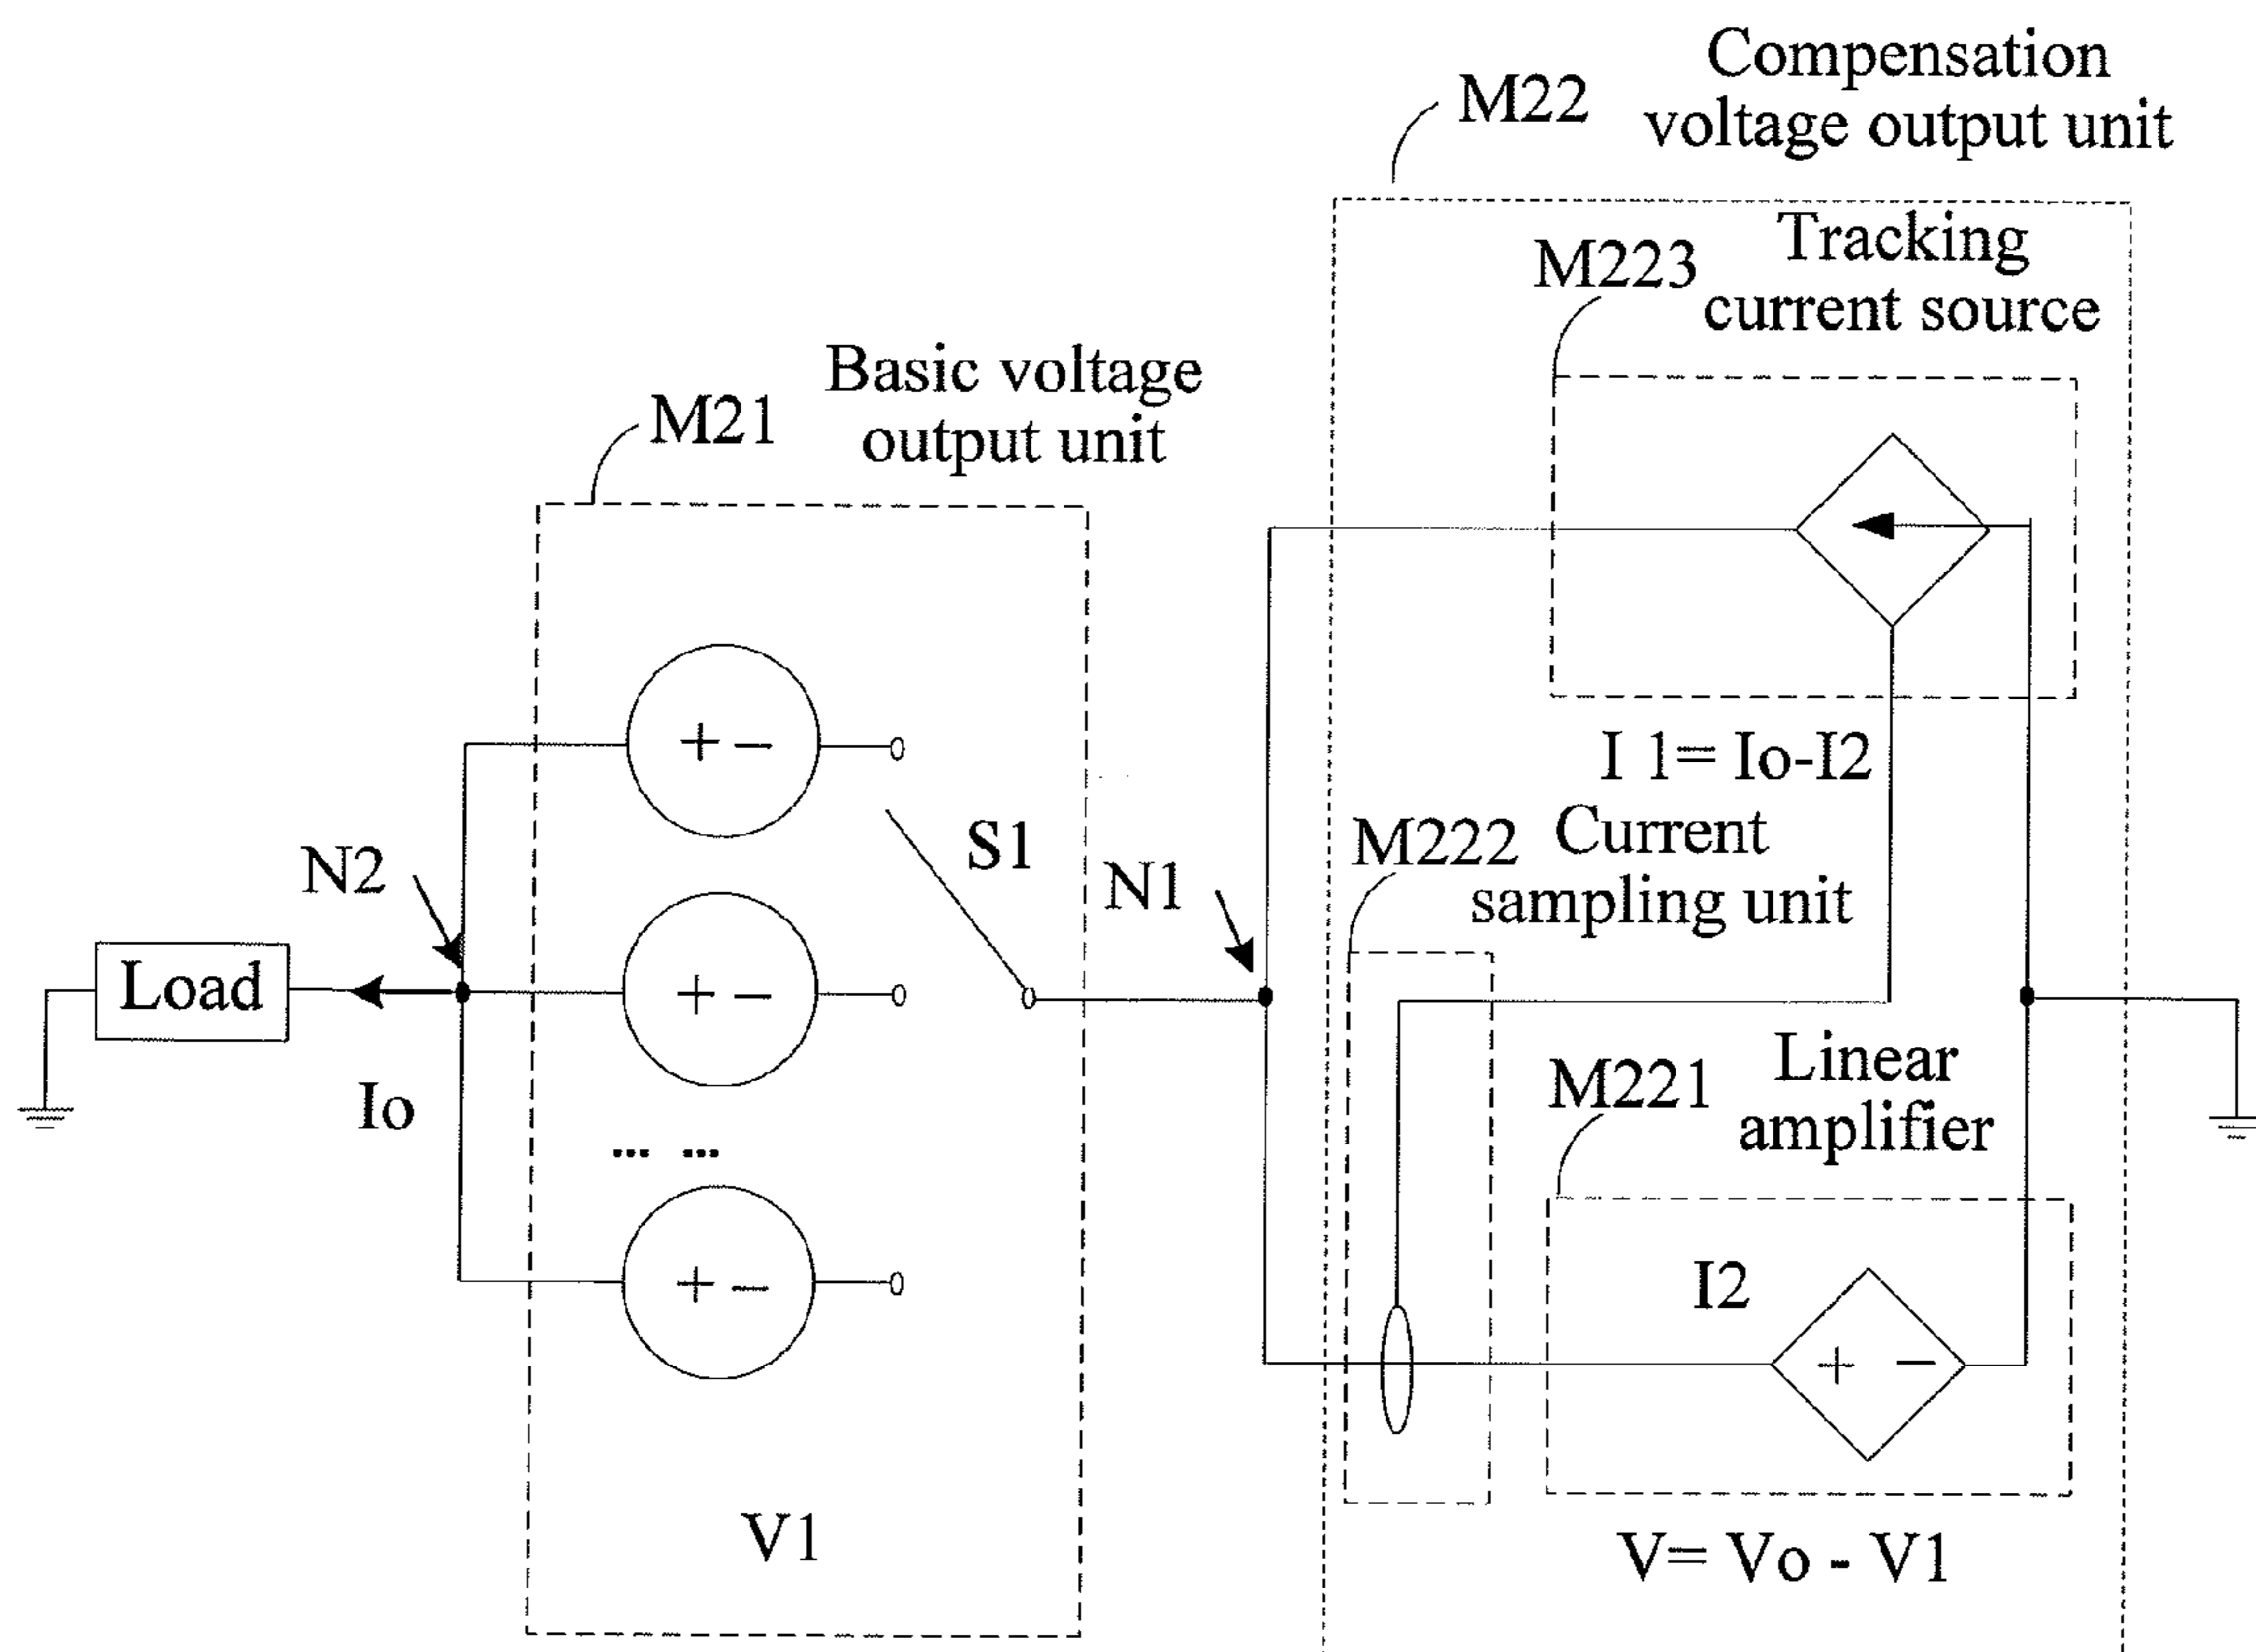 Compensation
voltage output unit
M22
Tracking
current source
M223
Basic voltage
output unit
M21
+ −
I 1= Io-I2
S1
M222
Current
sampling unit
N2
N1
Load
+ −
Linear
amplifier
M221
Io
... ...
+ −
I2
+ −
V1
V= Vo - V1